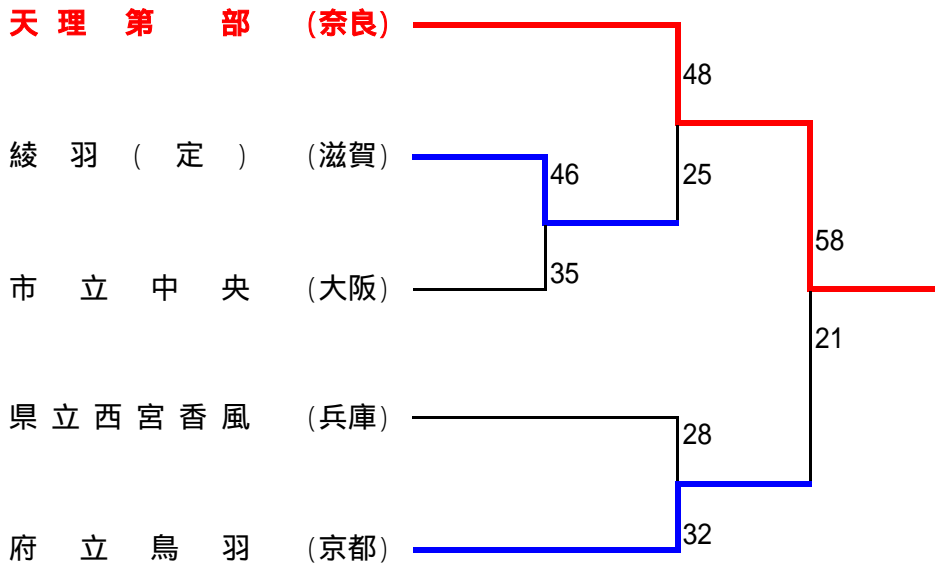 天理第 部 (奈良)
48
綾羽(定) (滋賀)
46
25
58
市立中央 (大阪)
35
21
県立西宮香風 (兵庫)
28
府立鳥羽 (京都)
32